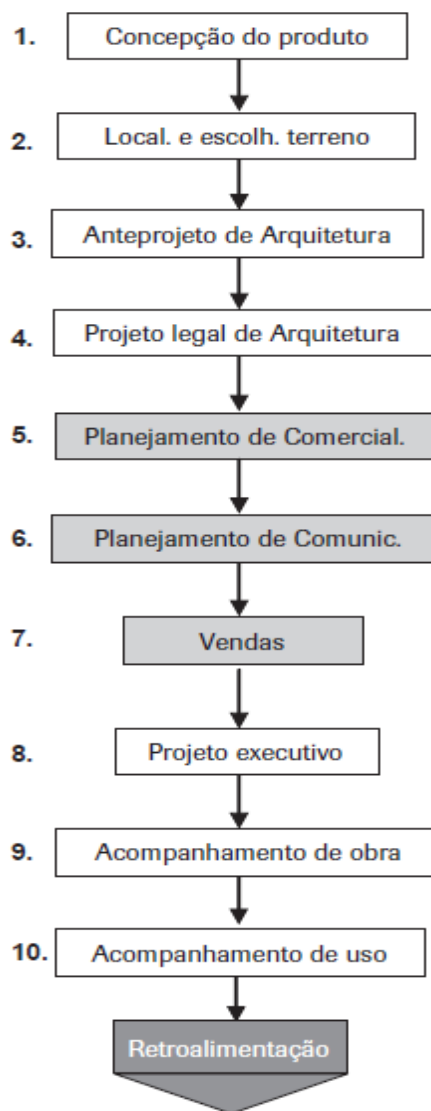 1. Concepção do produto
2. Local. e escolh. terreno
3. Anteprojeto de Arquitetura
4. Projeto legal de Arquitetura
5. Planejamento de Comercial.
6. Planejamento de Comunic.
7. Vendas
8. Projeto executivo
9. Acompanhamento de obra
10. Acompanhamento de uso
Retroalimentação